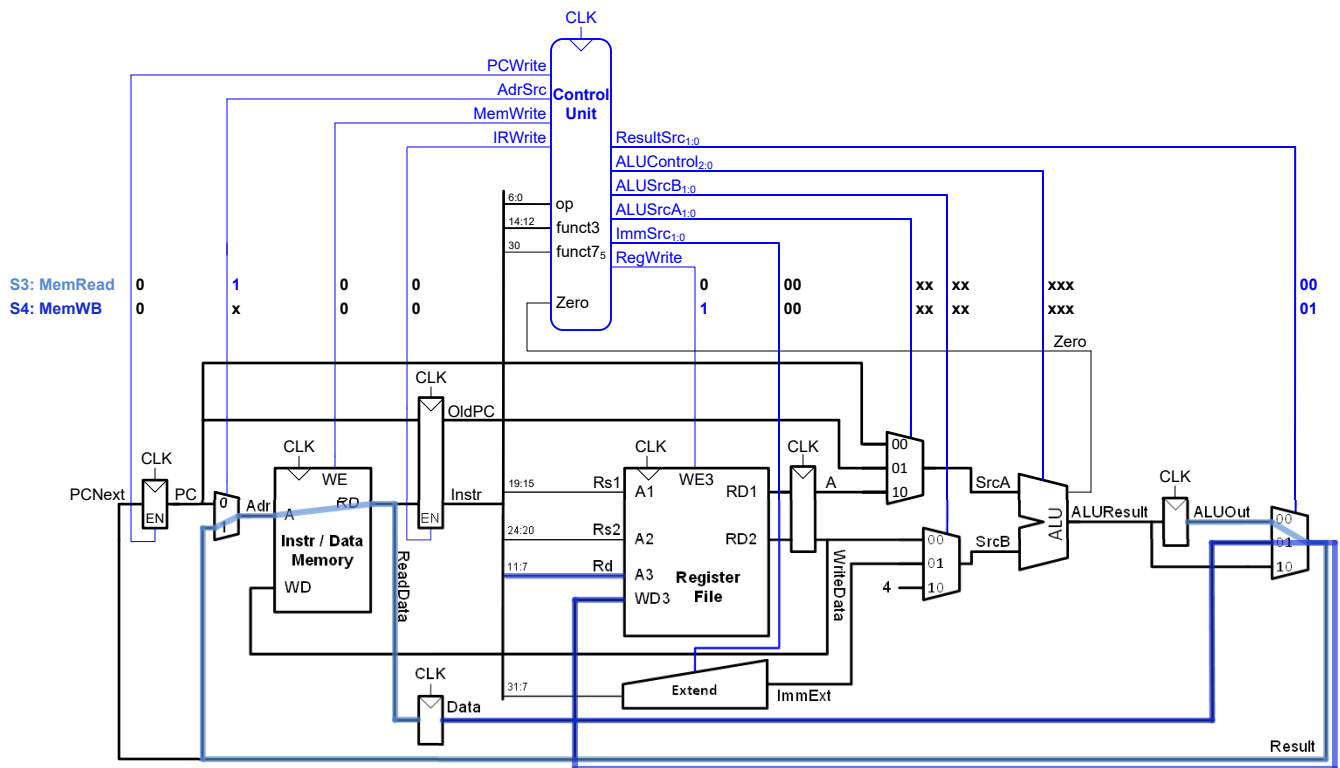 CLK
PCWrite
AdrSrc
MemWrite
IRWrite
Control
Unit
ResultSrc1:0
ALUControl2:0
ALUSrcB1:0
ALUSrcA1:0
ImmSrc1:0
RegWrite
6:0 op
14:12 funct3
30 funct75
Zero
S3: MemRead 0 1 0 0 0 00 xx xx xxx 00
S4: MemWB 0 x 0 0 1 00 xx xx xxx 01
Zero
CLK
OldPC
Instr
EN
CLK
PCNext
EN
PC
0
1
Adr
CLK
WE
A
RD
Instr / Data
Memory
WD
ReadData
19:15 Rs1
24:20 Rs2
11:7 Rd
31:7
CLK
WE3
A1
RD1
A2
RD2
A3
WD3
Register
File
CLK
A
WriteData
00
01
10
SrcA
00
01
10
4
SrcB
ALU
ALUResult
CLK
ALUOut
00
01
10
Extend
ImmExt
CLK
Data
Result